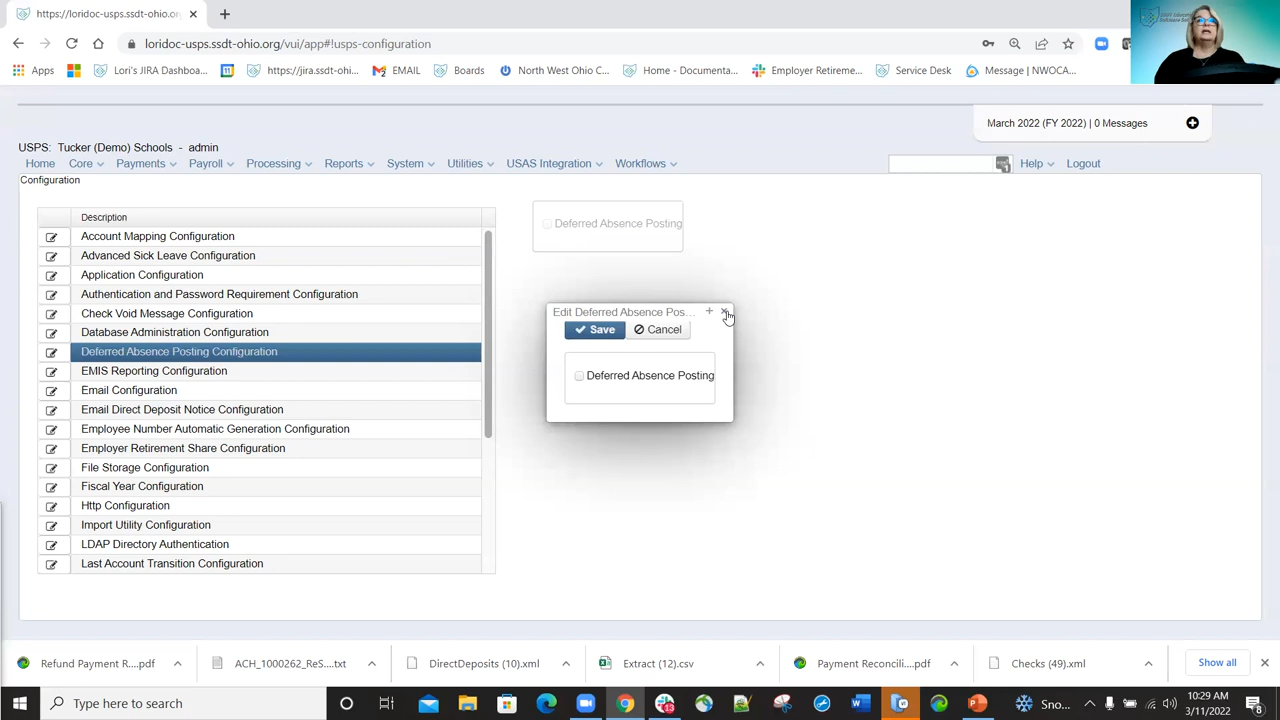 https://loridoc-usps.ssdt-ohio.org
loridoc-usps.ssdt-ohio.org/vui/app#!usps-configuration
Apps
Lori's JIRA Dashboa...
https://jira.ssdt-ohi...
EMAIL
Boards
North West Ohio C...
Home - Documenta...
Employer Retireme...
Service Desk
Message | NWOCA...
March 2022 (FY 2022) | 0 Messages
USPS: Tucker (Demo) Schools - admin
Home Core Payments Payroll Processing Reports System Utilities USAS Integration Workflows Help Logout
Configuration
Description
Account Mapping Configuration
Advanced Sick Leave Configuration
Application Configuration
Authentication and Password Requirement Configuration
Check Void Message Configuration
Database Administration Configuration
Deferred Absence Posting Configuration
EMIS Reporting Configuration
Email Configuration
Email Direct Deposit Notice Configuration
Employee Number Automatic Generation Configuration
Employer Retirement Share Configuration
File Storage Configuration
Fiscal Year Configuration
Http Configuration
Import Utility Configuration
LDAP Directory Authentication
Last Account Transition Configuration
Deferred Absence Posting
Edit Deferred Absence Pos...
Save Cancel
Deferred Absence Posting
Refund Payment R....pdf
ACH_1000262_ReS....txt
DirectDeposits (10).xml
Extract (12).csv
Payment Reconcili....pdf
Checks (49).xml
Show all
Type here to search
Sno...
10:29 AM
3/11/2022